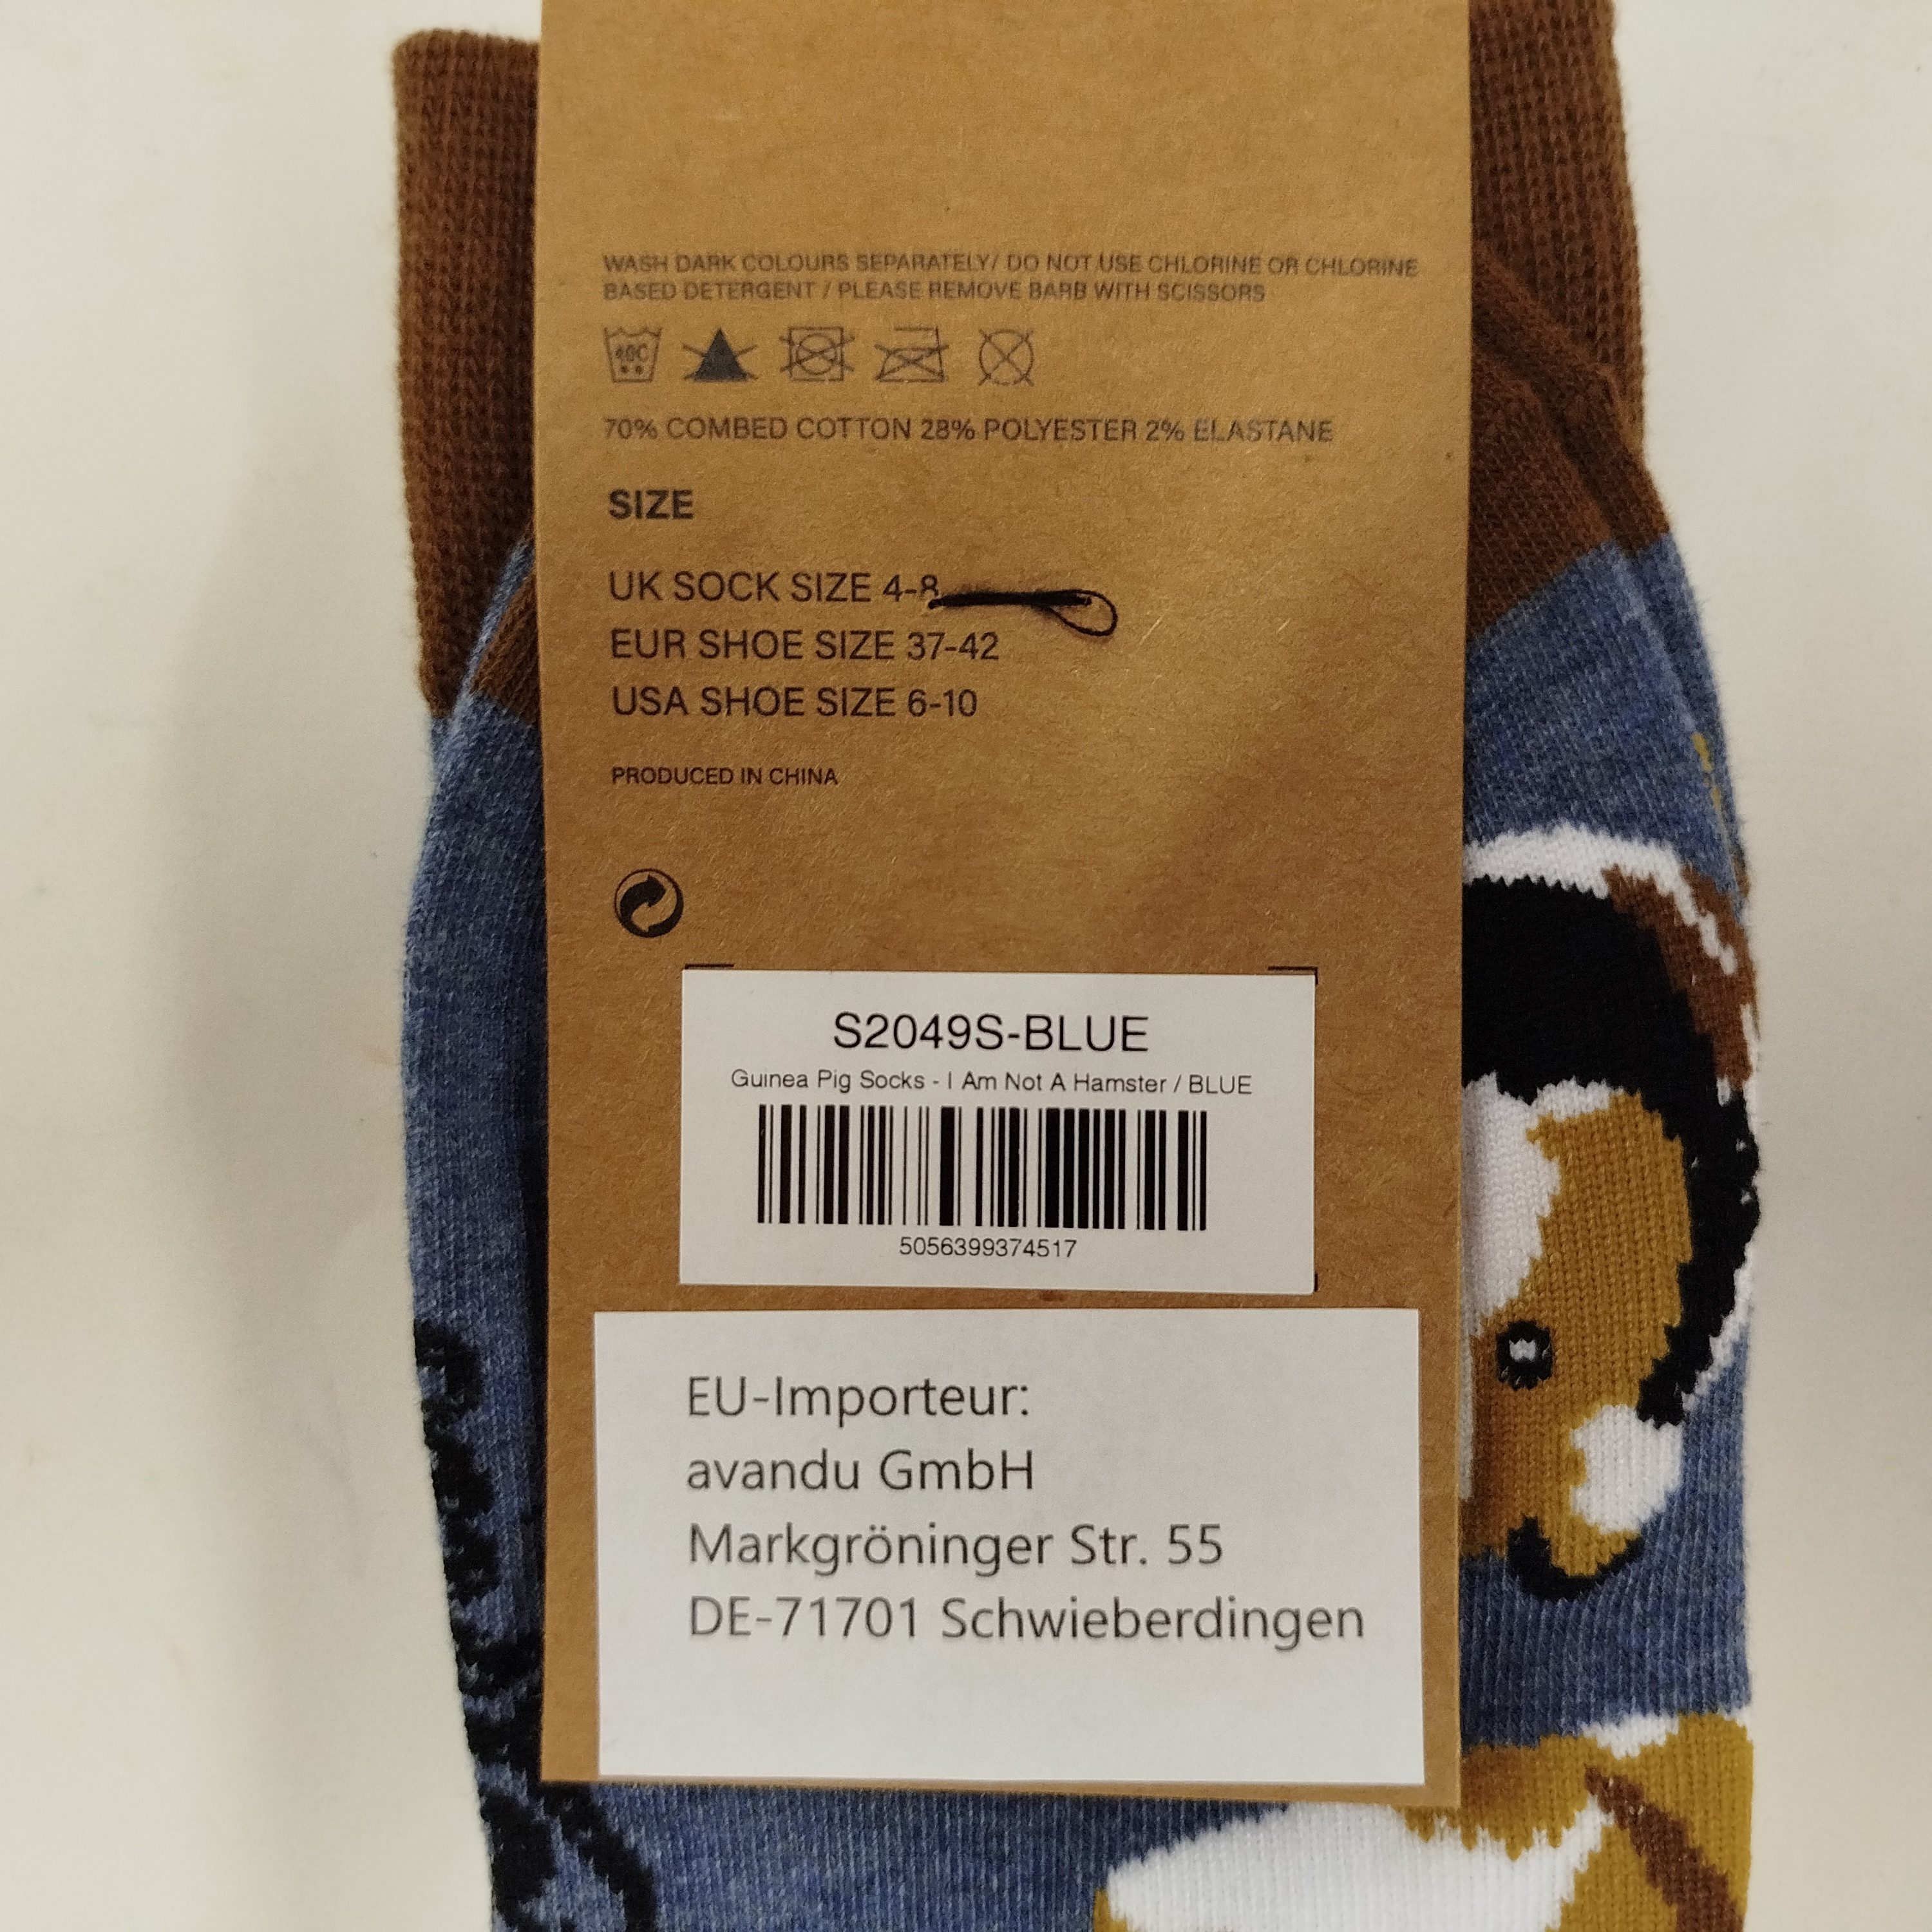 WASH DARK COLOURS SEPARATELY/ DO NOT USE CHLORINE OR CHLORINE
BASED DETERGENT / PLEASE REMOVE BARB WITH SCISSORS
40C
70% COMBED COTTON 28% POLYESTER 2% ELASTANE
SIZE
UK SOCK SIZE 4-8
EUR SHOE SIZE 37-42
USA SHOE SIZE 6-10
PRODUCED IN CHINA
S2049S-BLUE
Guinea Pig Socks - I Am Not A Hamster / BLUE
5056399374517
EU-Importeur:
avandu GmbH
Markgröninger Str. 55
DE-71701 Schwieberdingen